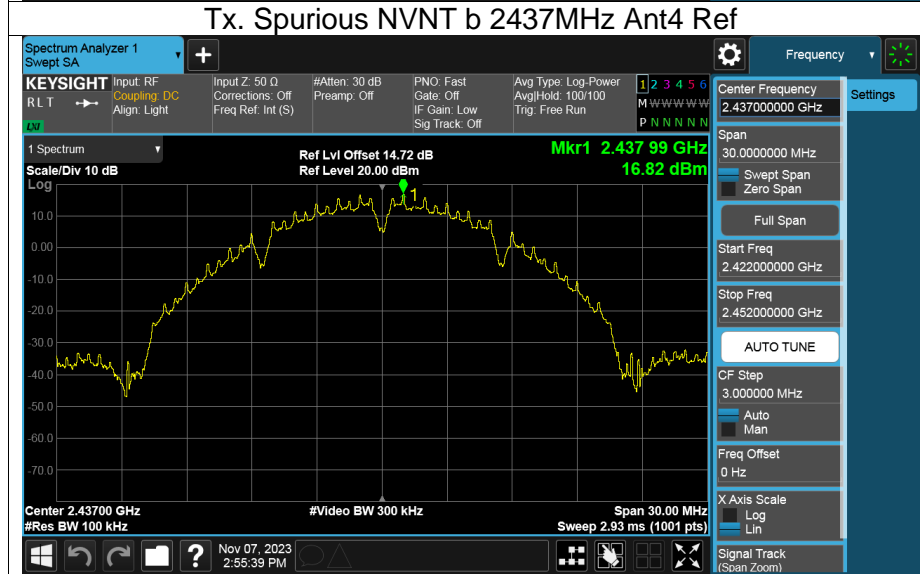 Tx. Spurious NVNT b 2437MHz Ant4 Ref
Spectrum Analyzer 1
Swept SA
+
Frequency
KEYSIGHT
R L T
LXI
Input: RF
Coupling: DC
Align: Light
Input Z: 50 Ω
Corrections: Off
Freq Ref: Int (S)
#Atten: 30 dB
Preamp: Off
PNO: Fast
Gate: Off
IF Gain: Low
Sig Track: Off
Avg Type: Log-Power
Avg|Hold: 100/100
Trig: Free Run
1 2 3 4 5 6
M W W W W W
P N N N N N
1 Spectrum
Scale/Div 10 dB
Log
Ref Lvl Offset 14.72 dB
Ref Level 20.00 dBm
Mkr1 2.437 99 GHz
16.82 dBm
1
10.0
0.00
-10.0
-20.0
-30.0
-40.0
-50.0
-60.0
-70.0
Center 2.43700 GHz
#Res BW 100 kHz
#Video BW 300 kHz
Span 30.00 MHz
Sweep 2.93 ms (1001 pts)
Center Frequency
2.437000000 GHz
Settings
Span
30.0000000 MHz
Swept Span
Zero Span
Full Span
Start Freq
2.422000000 GHz
Stop Freq
2.452000000 GHz
AUTO TUNE
CF Step
3.000000 MHz
Auto
Man
Freq Offset
0 Hz
X Axis Scale
Log
Lin
Signal Track
(Span Zoom)
?
Nov 07, 2023
2:55:39 PM